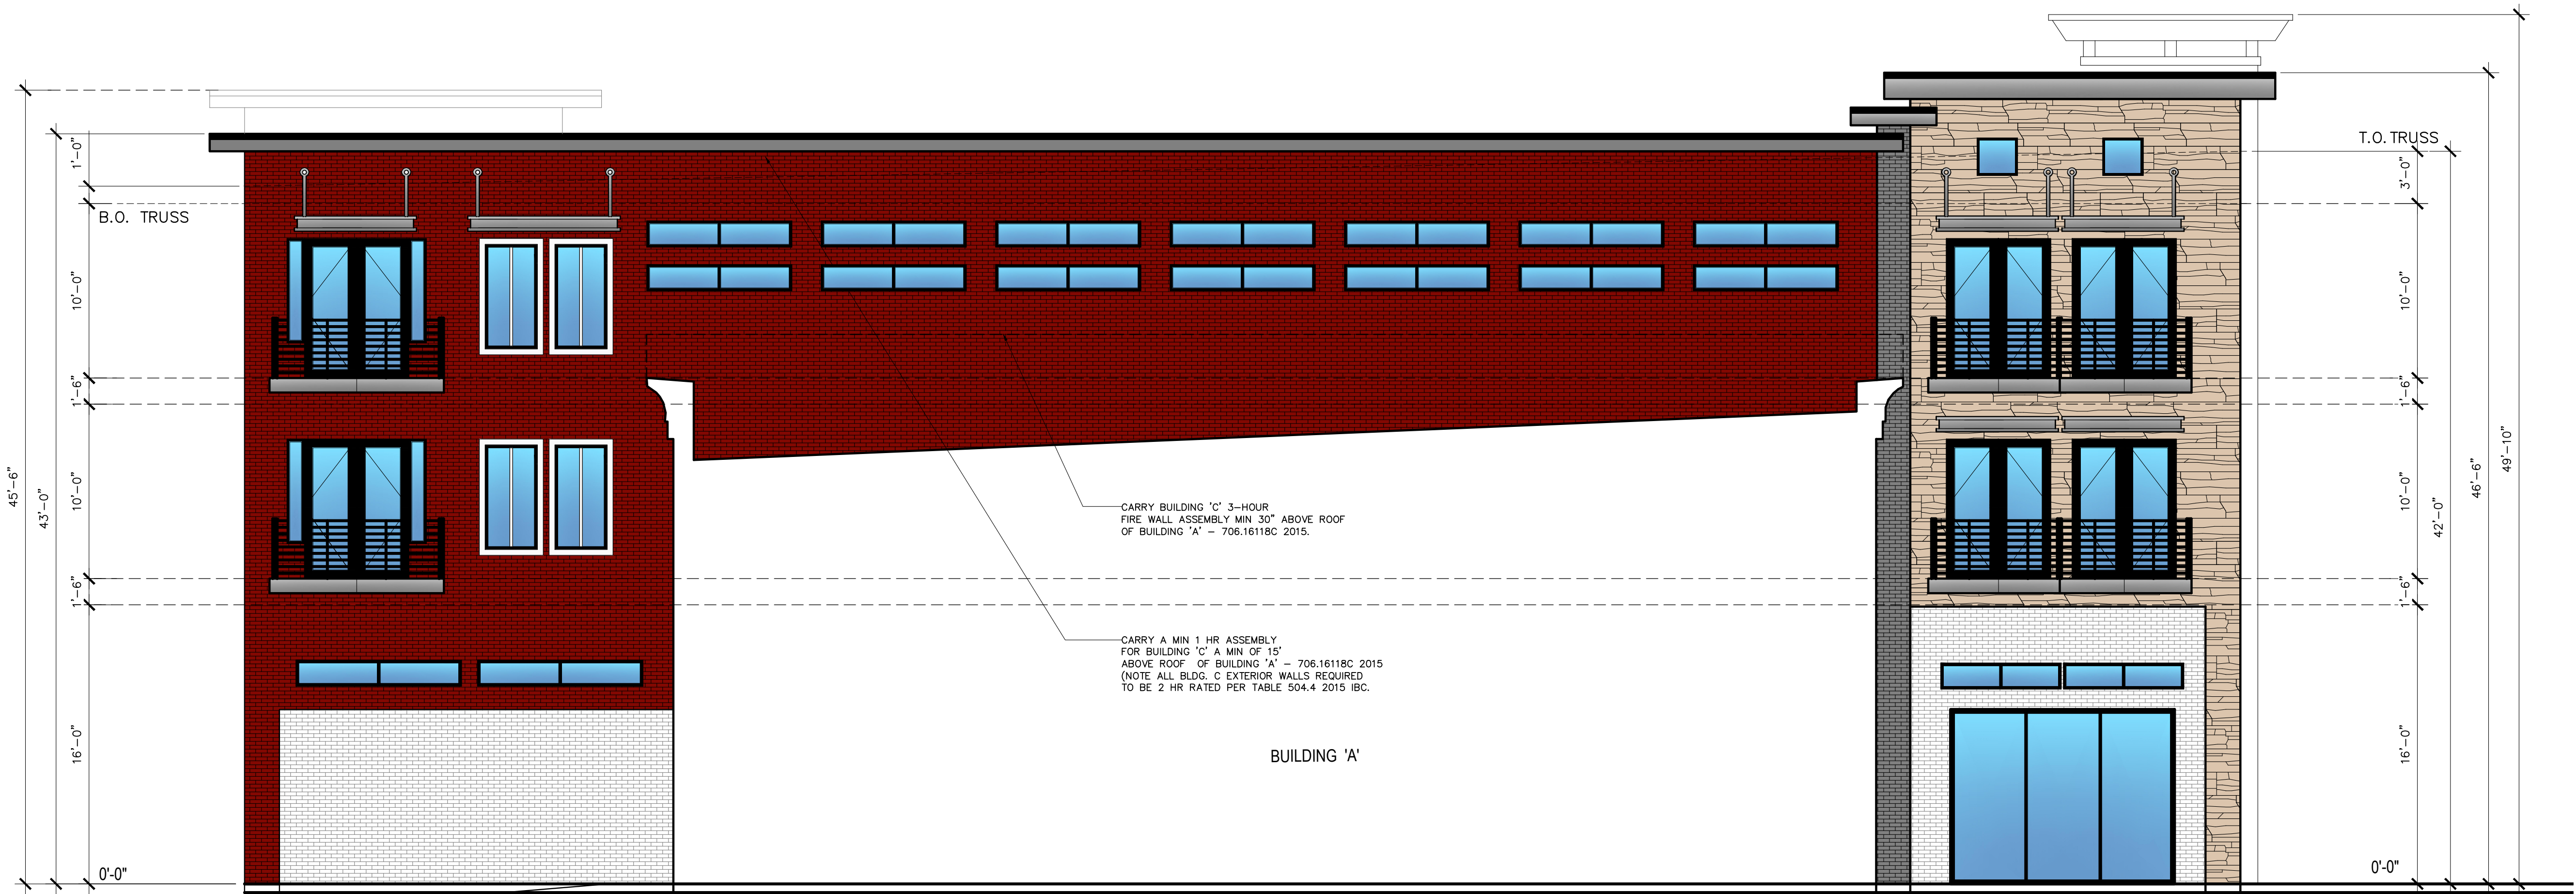 45'-6"
43'-0"
1'-0"
B.O. TRUSS
10'-0"
1'-6"
10'-0"
1'-6"
16'-0"
0'-0"
CARRY BUILDING 'C' 3-HOUR
FIRE WALL ASSEMBLY MIN 30" ABOVE ROOF
OF BUILDING 'A' - 706.16118C 2015.
CARRY A MIN 1 HR ASSEMBLY
FOR BUILDING 'C' A MIN OF 15'
ABOVE ROOF OF BUILDING 'A' - 706.16118C 2015
(NOTE ALL BLDG. C EXTERIOR WALLS REQUIRED
TO BE 2 HR RATED PER TABLE 504.4 2015 IBC.
BUILDING 'A'
T.O. TRUSS
3'-0"
10'-0"
1'-6"
10'-0"
1'-6"
16'-0"
0'-0"
42'-0"
46'-6"
49'-10"